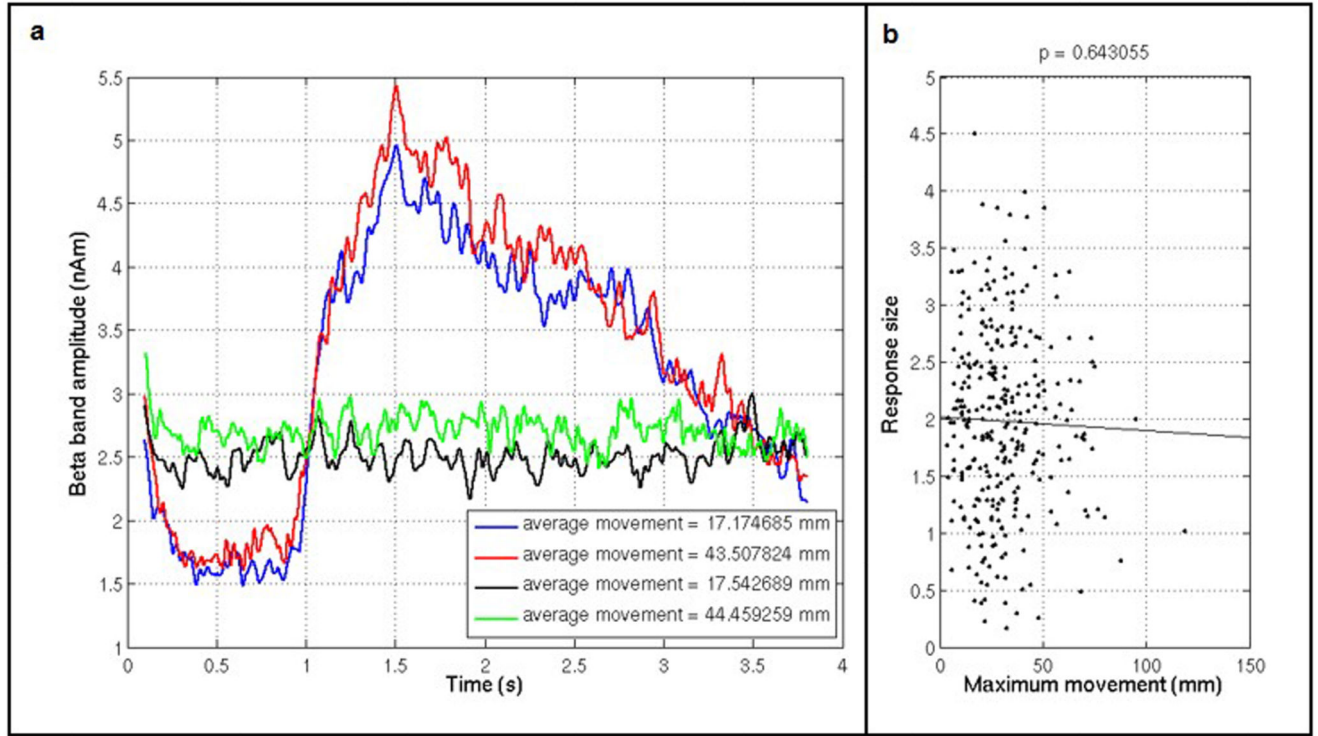 a
5.5
5
4.5
4
3.5
3
2.5
2
1.5
1
Beta band amplitude (nAm)
0 0.5 1 1.5 2 2.5 3 3.5 4
Time (s)
average movement = 17.174685 mm
average movement = 43.507824 mm
average movement = 17.542689 mm
average movement = 44.459259 mm
b
p = 0.643055
5
4.5
4
3.5
3
2.5
2
1.5
1
0.5
0
Response size
0 50 100 150
Maximum movement (mm)